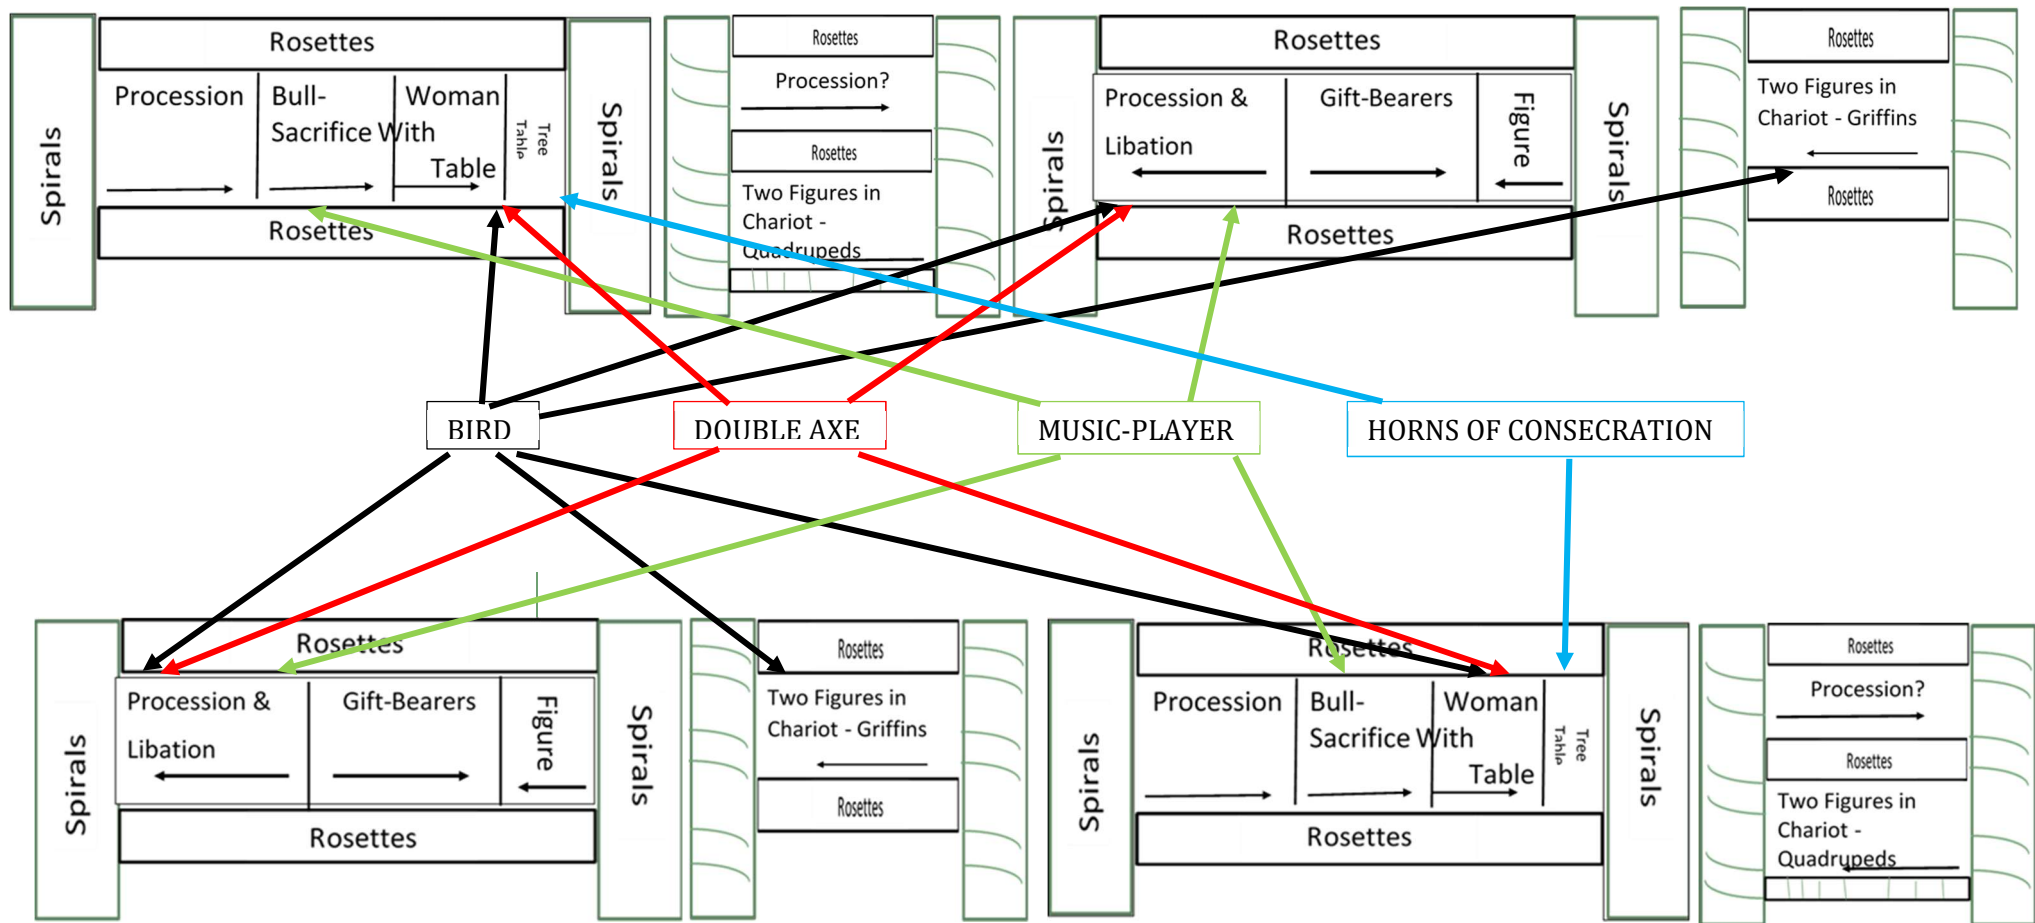 Spirals
Rosettes
Procession
Bull-
Sacrifice With
Woman
Table
Tree
Table
Rosettes
Spirals
Rosettes
Procession?
Rosettes
Two Figures in
Chariot -
Quadrupeds
Spirals
Rosettes
Procession &
Libation
Gift-Bearers
Figure
Rosettes
Spirals
Rosettes
Two Figures in
Chariot - Griffins
Rosettes
BIRD
DOUBLE AXE
MUSIC-PLAYER
HORNS OF CONSECRATION
Spirals
Rosettes
Procession &
Libation
Gift-Bearers
Figure
Rosettes
Spirals
Rosettes
Two Figures in
Chariot - Griffins
Rosettes
Spirals
Rosettes
Procession
Bull-
Sacrifice With
Woman
Table
Tree
Table
Rosettes
Spirals
Rosettes
Procession?
Rosettes
Two Figures in
Chariot -
Quadrupeds